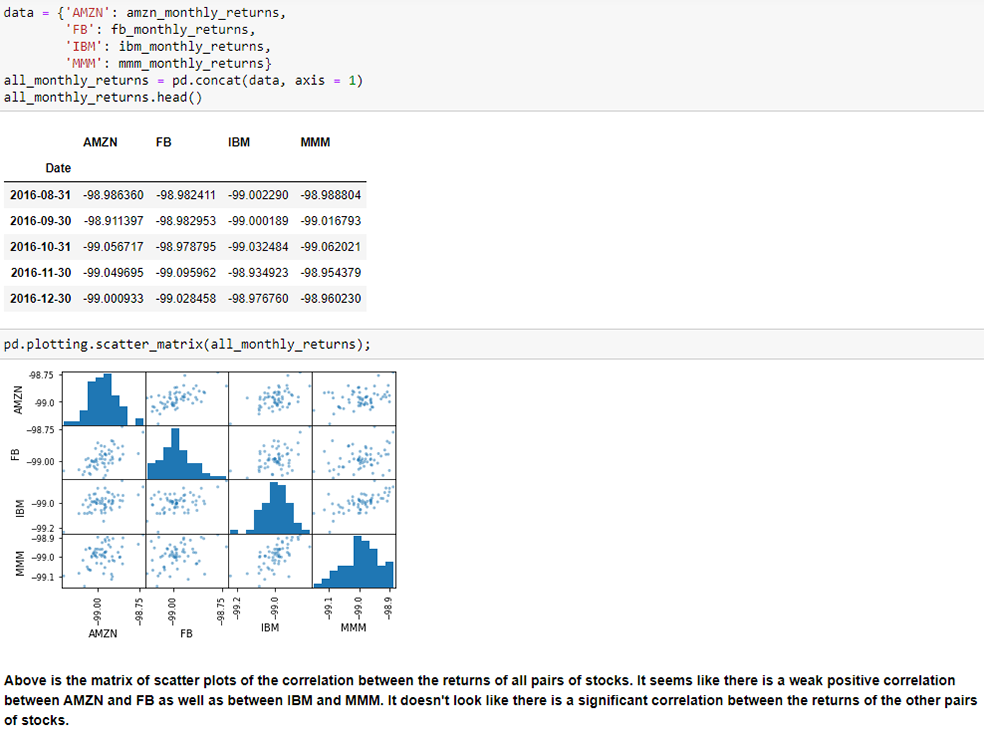 data = {'AMZN': amzn_monthly_returns,
'FB': fb_monthly_returns,
'IBM': ibm_monthly_returns,
'MMM': mmm_monthly_returns}
all_monthly_returns = pd.concat(data, axis = 1)
all_monthly_returns.head()
AMZN FB IBM MMM
Date
2016-08-31 -98.986360 -98.982411 -99.002290 -98.988804
2016-09-30 -98.911397 -98.982953 -99.000189 -99.016793
2016-10-31 -99.056717 -98.978795 -99.032484 -99.062021
2016-11-30 -99.049695 -99.095962 -98.934923 -98.954379
2016-12-30 -99.000933 -99.028458 -98.976760 -98.960230
pd.plotting.scatter_matrix(all_monthly_returns);
-98.75
-99.0
AMZN
-98.75
-99.00
FB
-99.0
-99.2
IBM
-98.9
-99.0
-99.1
MMM
-99.00 -98.75 -99.00 -98.75 -99.2 -99.0 -99.1 -99.0 -98.9
AMZN FB IBM MMM
Above is the matrix of scatter plots of the correlation between the returns of all pairs of stocks. It seems like there is a weak positive correlation
between AMZN and FB as well as between IBM and MMM. It doesn't look like there is a significant correlation between the returns of the other pairs
of stocks.